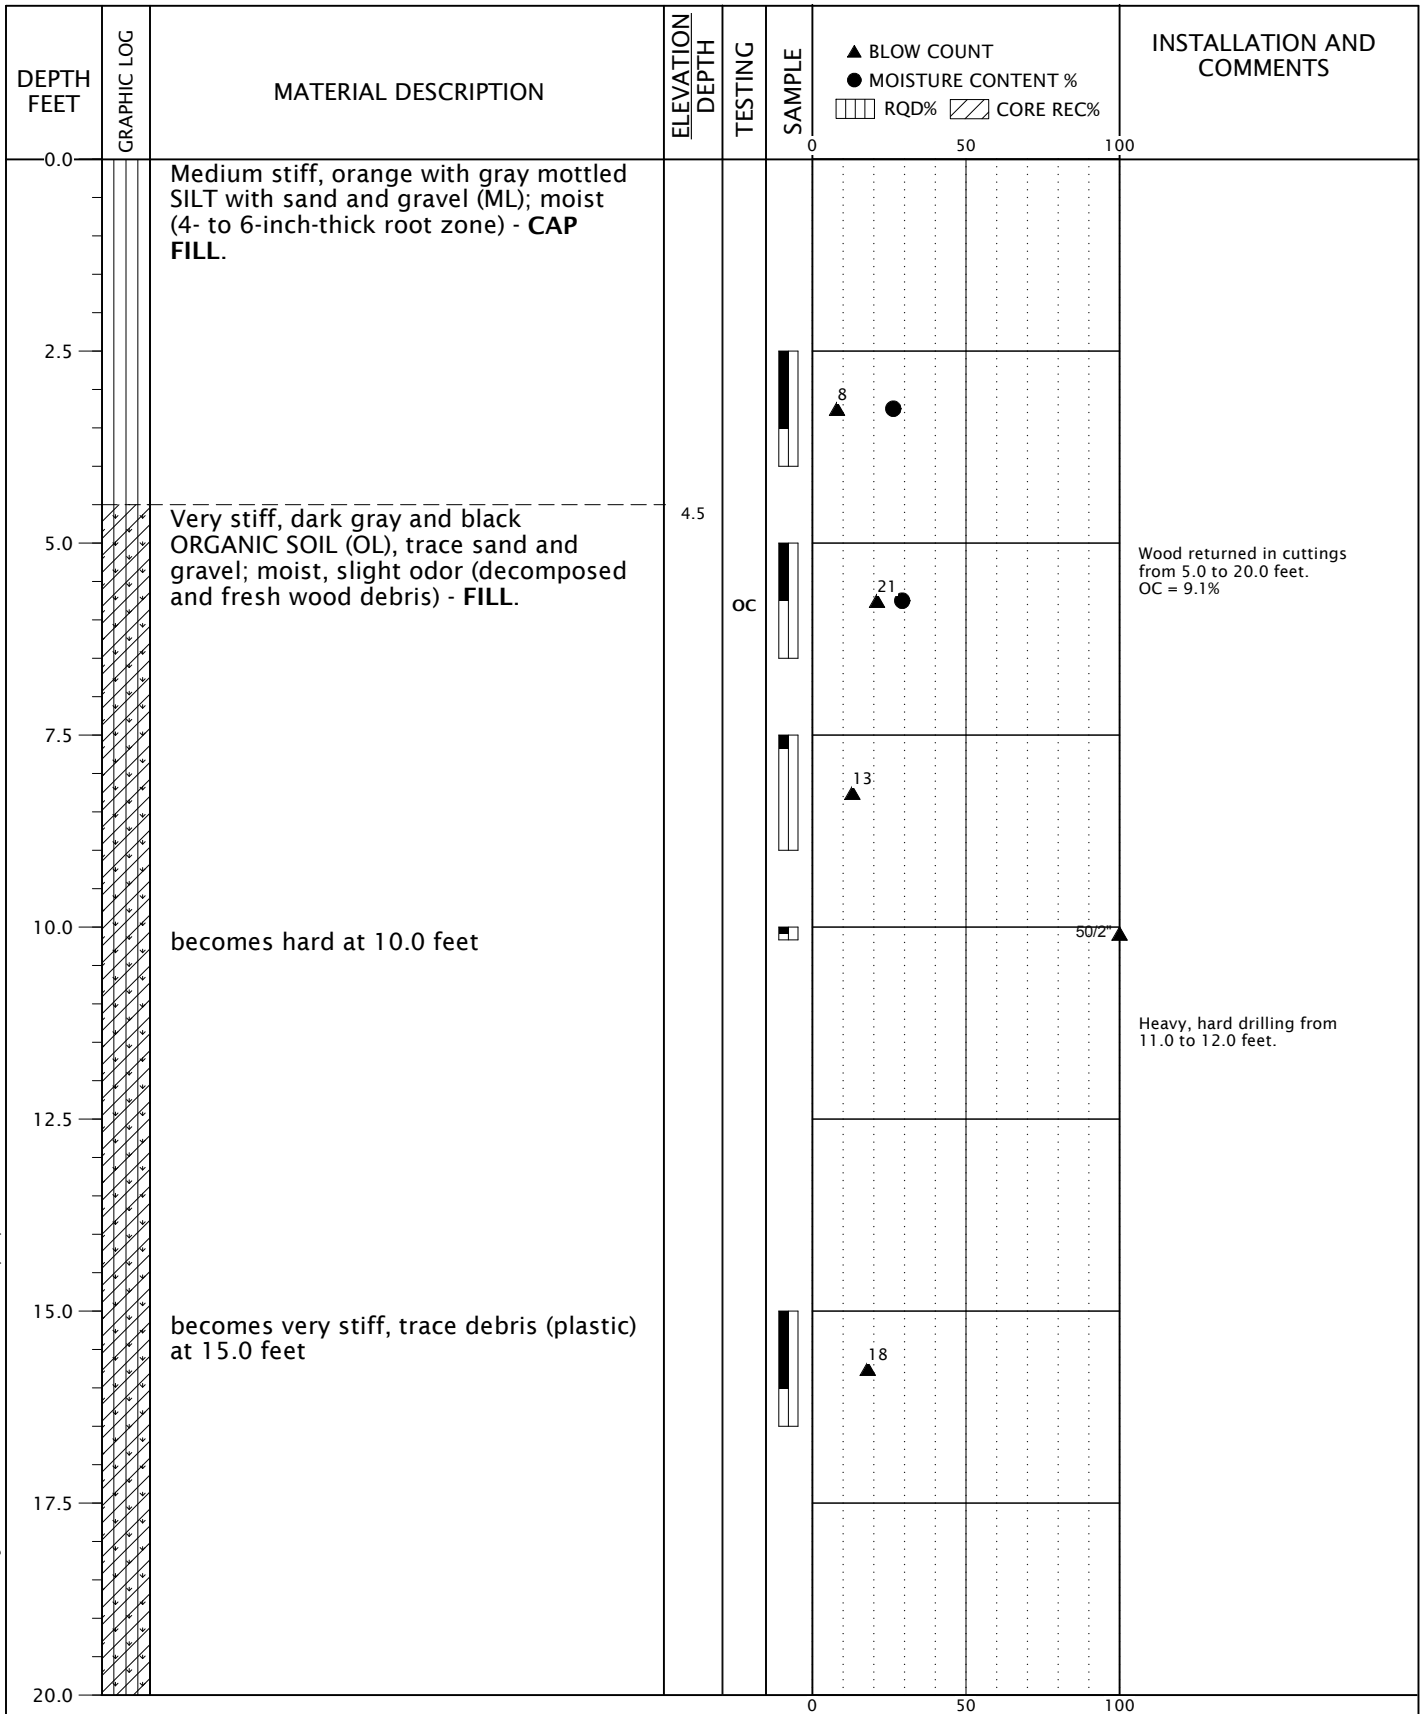 DEPTH
FEET
GRAPHIC LOG
MATERIAL DESCRIPTION
ELEVATION
DEPTH
TESTING
SAMPLE
▲ BLOW COUNT
● MOISTURE CONTENT %
RQD%  CORE REC%
0 50 100
INSTALLATION AND
COMMENTS
0.0
Medium stiff, orange with gray mottled
SILT with sand and gravel (ML); moist
(4- to 6-inch-thick root zone) - CAP
FILL.
2.5
8
4.5
Very stiff, dark gray and black
ORGANIC SOIL (OL), trace sand and
gravel; moist, slight odor (decomposed
and fresh wood debris) - FILL.
5.0
OC
21
Wood returned in cuttings
from 5.0 to 20.0 feet.
OC = 9.1%
7.5
13
10.0
becomes hard at 10.0 feet
50/2"
Heavy, hard drilling from
11.0 to 12.0 feet.
12.5
15.0
becomes very stiff, trace debris (plastic)
at 15.0 feet
18
17.5
20.0
0 50 100